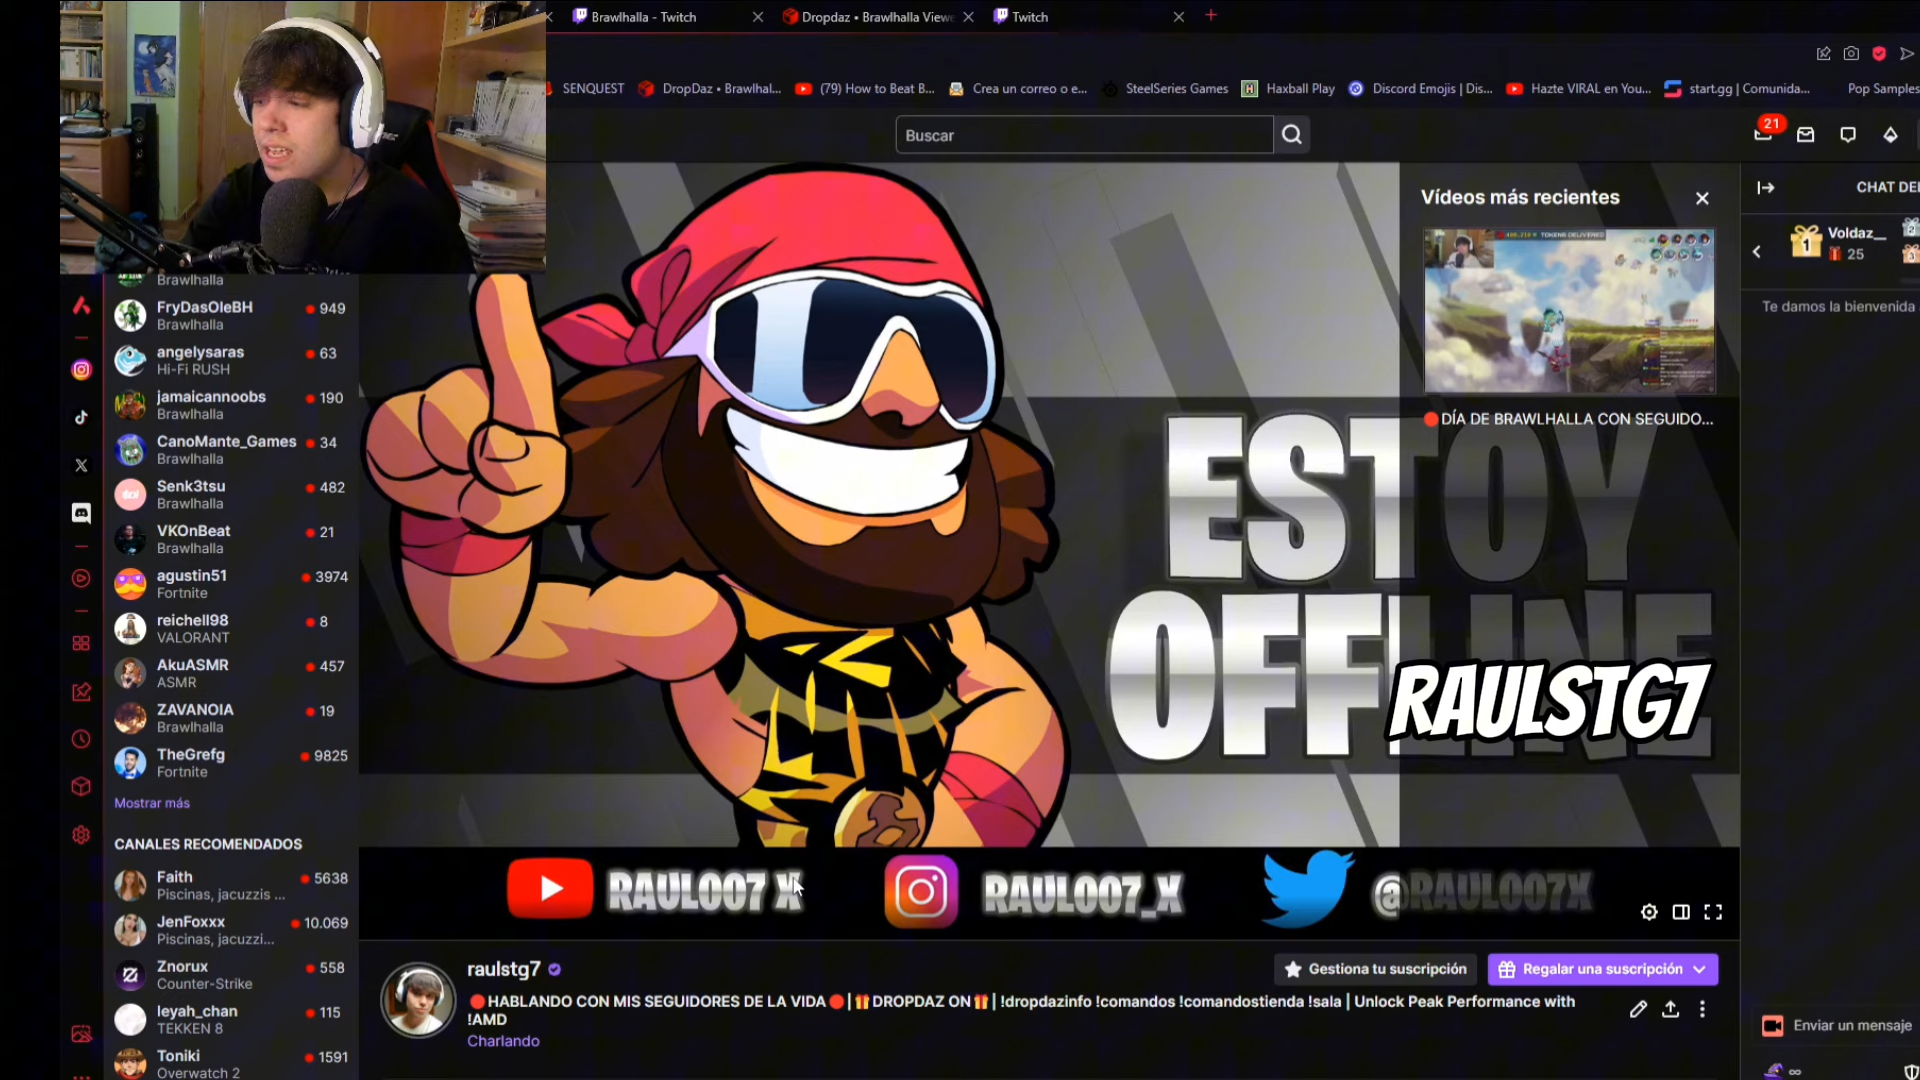 Brawlhalla - Twitch
Dropdaz • Brawlhalla Viewe
Twitch
SENQUEST
DropDaz • Brawlhal...
(79) How to Beat B...
Crea un correo o e...
SteelSeries Games
Haxball Play
Discord Emojis | Dis...
Hazte VIRAL en You...
start.gg | Comunida...
Pop Samples
Buscar
21
Brawlhalla
FryDasOleBH
949
Brawlhalla
angelysaras
63
Hi-Fi RUSH
jamaicannoobs
190
Brawlhalla
CanoMante_Games
34
Brawlhalla
Senk3tsu
482
Brawlhalla
VKOnBeat
21
Brawlhalla
agustin51
3974
Fortnite
reichell98
8
VALORANT
AkuASMR
457
ASMR
ZAVANOIA
19
Brawlhalla
TheGrefg
9825
Fortnite
Mostrar más
CANALES RECOMENDADOS
Faith
5638
Piscinas, jacuzzis ...
JenFoxxx
10.069
Piscinas, jacuzzi...
Znorux
558
Counter-Strike
leyah_chan
115
TEKKEN 8
Toniki
1591
Overwatch 2
ESTOY
OFFLINE
RAULSTG7
Vídeos más recientes
TOKENS DELIVERED
DÍA DE BRAWLHALLA CON SEGUIDO...
CHAT DEL
1
Voldaz__
25
Te damos la bienvenida
RAUL007 X
RAUL007_X
@RAUL007X
raulstg7
Gestiona tu suscripción
Regalar una suscripción
HABLANDO CON MIS SEGUIDORES DE LA VIDA | DROPDAZ ON | !dropdazinfo !comandos !comandostienda !sala | Unlock Peak Performance with
!AMD
Charlando
Enviar un mensaje
∞